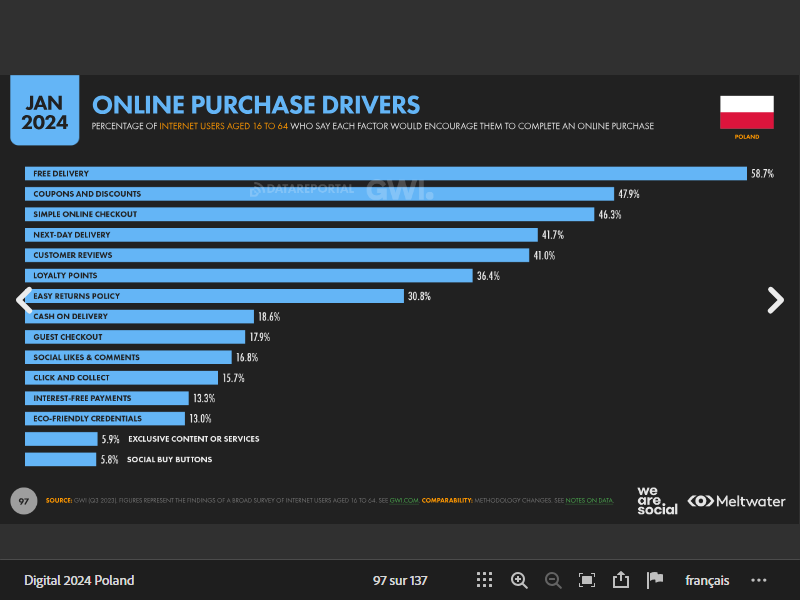 JAN
2024
ONLINE PURCHASE DRIVERS
PERCENTAGE OF INTERNET USERS AGED 16 TO 64 WHO SAY EACH FACTOR WOULD ENCOURAGE THEM TO COMPLETE AN ONLINE PURCHASE
POLAND
FREE DELIVERY 58.7%
DATAREPORTAL GWI.
COUPONS AND DISCOUNTS 47.9%
SIMPLE ONLINE CHECKOUT 46.3%
NEXT-DAY DELIVERY 41.7%
CUSTOMER REVIEWS 41.0%
LOYALTY POINTS 36.4%
EASY RETURNS POLICY 30.8%
CASH ON DELIVERY 18.6%
GUEST CHECKOUT 17.9%
SOCIAL LIKES & COMMENTS 16.8%
CLICK AND COLLECT 15.7%
INTEREST-FREE PAYMENTS 13.3%
ECO-FRIENDLY CREDENTIALS 13.0%
5.9% EXCLUSIVE CONTENT OR SERVICES
5.8% SOCIAL BUY BUTTONS
97
SOURCE: GWI (Q3 2023). FIGURES REPRESENT THE FINDINGS OF A BROAD SURVEY OF INTERNET USERS AGED 16 TO 64. SEE GWI.COM. COMPARABILITY: METHODOLOGY CHANGES. SEE NOTES ON DATA.
we
are
social
Meltwater
Digital 2024 Poland
97 sur 137
français